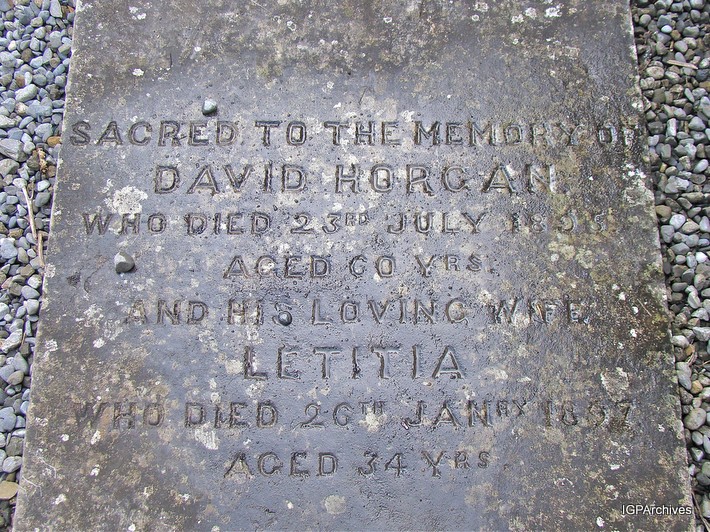 SACRED TO THE MEMORY OF
DAVID HORGAN
WHO DIED 23RD JULY
AGED 60 YRS.
AND HIS LOVING WIFE
LETITIA
WHO DIED 26TH JANRY 1897
AGED 34 YRS.
IGPArchives